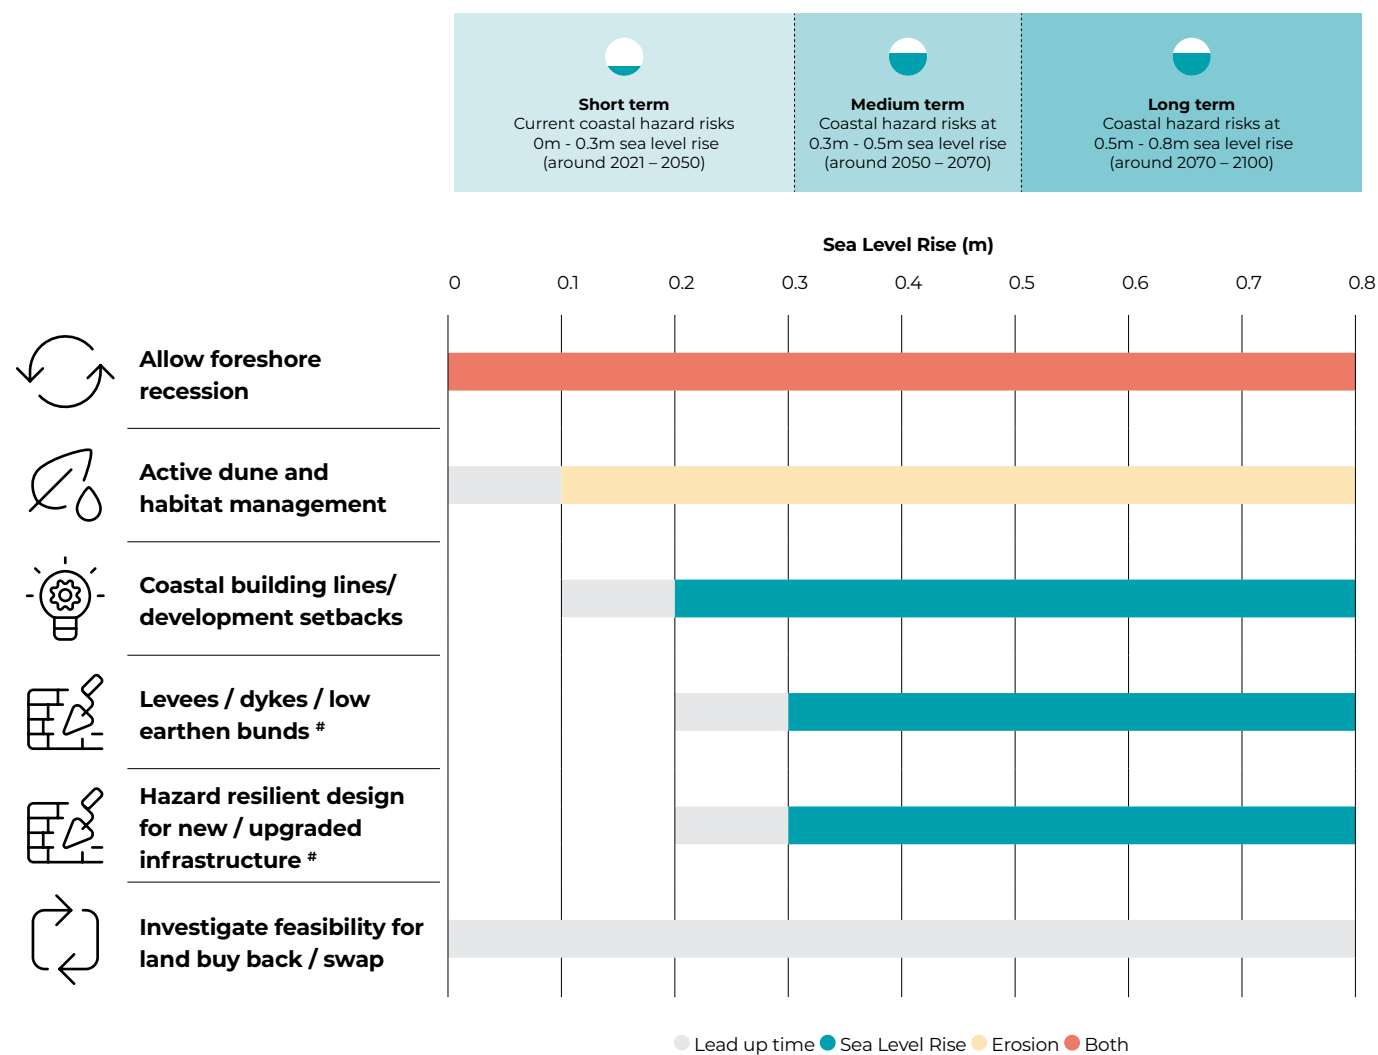 Short term
Current coastal hazard risks
0m - 0.3m sea level rise
(around 2021 – 2050)
Medium term
Coastal hazard risks at
0.3m - 0.5m sea level rise
(around 2050 – 2070)
Long term
Coastal hazard risks at
0.5m - 0.8m sea level rise
(around 2070 – 2100)
Sea Level Rise (m)
0 0.1 0.2 0.3 0.4 0.5 0.6 0.7 0.8
Allow foreshore
recession
Active dune and
habitat management
Coastal building lines/
development setbacks
Levees / dykes / low
earthen bunds #
Hazard resilient design
for new / upgraded
infrastructure #
Investigate feasibility for
land buy back / swap
Lead up time Sea Level Rise Erosion Both